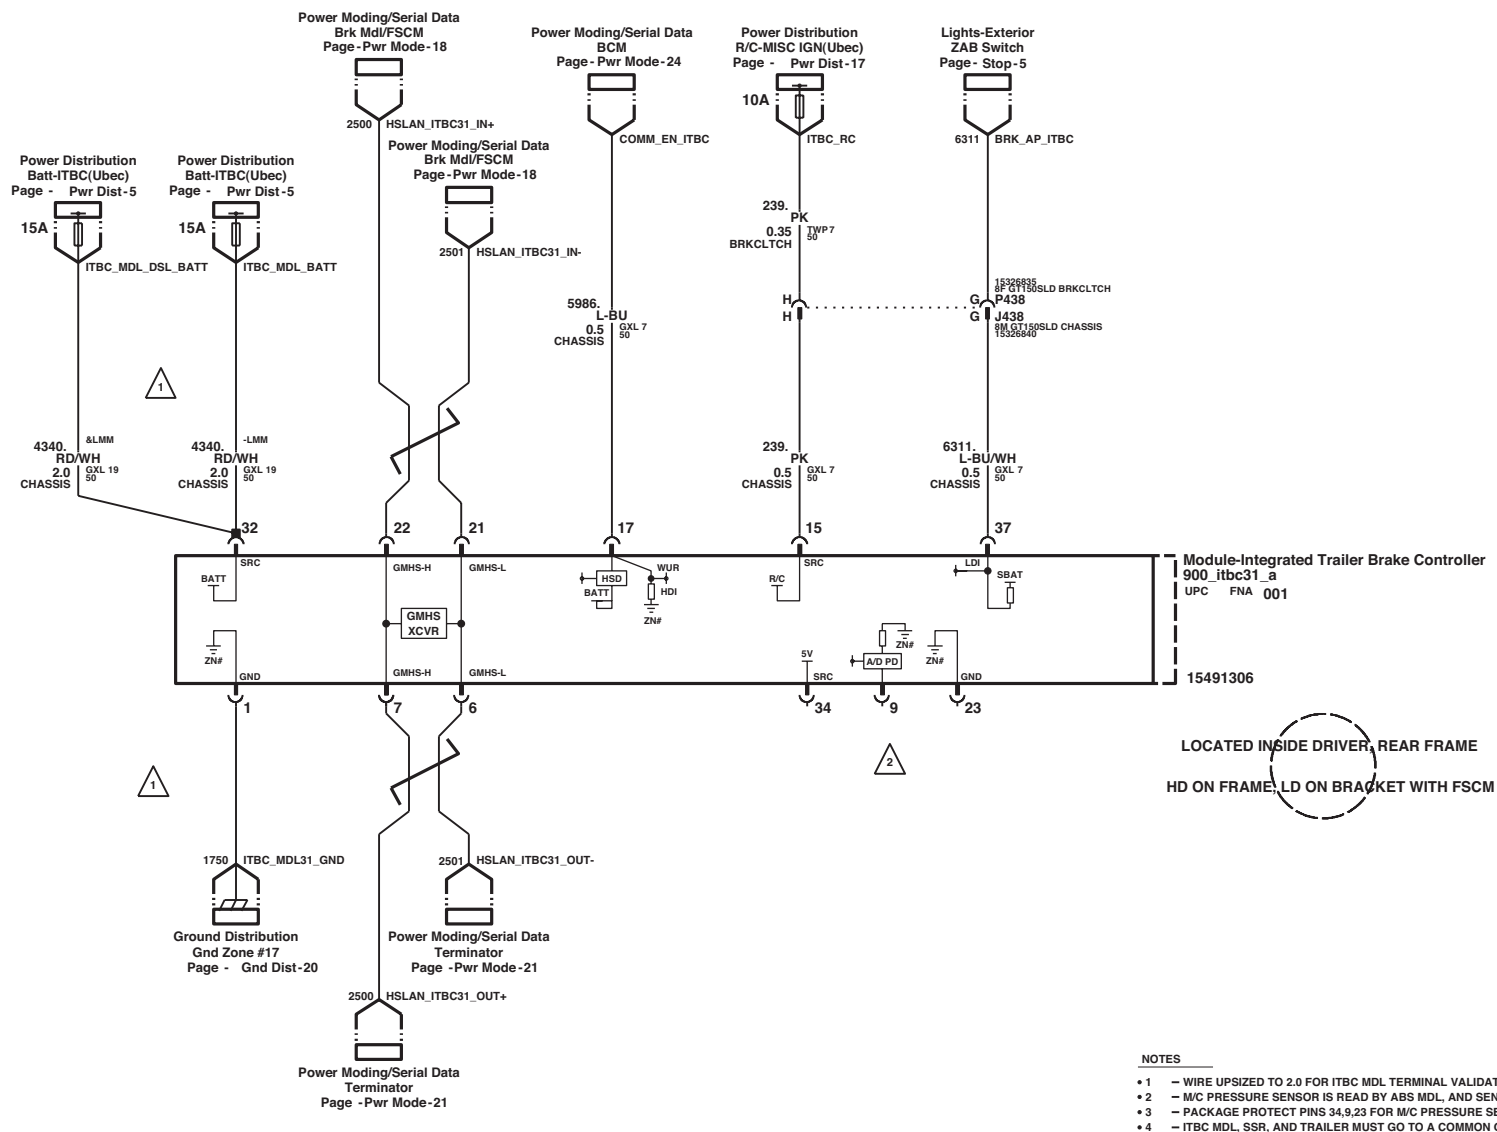 Power Moding/Serial Data
Brk Mdl/FSCM
Page-Pwr Mode-18
2500 HSLAN_ITBC31_IN+
Power Moding/Serial Data
BCM
Page-Pwr Mode-24
COMM_EN_ITBC
Power Distribution
R/C-MISC IGN(Ubec)
Page - Pwr Dist-17
10A
ITBC_RC
Lights-Exterior
ZAB Switch
Page- Stop-5
6311 BRK_AP_ITBC
Power Distribution
Batt-ITBC(Ubec)
Page - Pwr Dist-5
15A
ITBC_MDL_DSL_BATT
Power Distribution
Batt-ITBC(Ubec)
Page - Pwr Dist-5
15A
ITBC_MDL_BATT
Power Moding/Serial Data
Brk Mdl/FSCM
Page-Pwr Mode-18
2501 HSLAN_ITBC31_IN-
239.
PK
0.35 TWP7
50
BRKCLTCH
15326835
8F GT150SLD BRKCLTCH
H G P438
H G J438
8M GT150SLD CHASSIS
15326840
5986.
L-BU
0.5 GXL 7
50
CHASSIS
1
4340. &LMM
RD/WH
2.0 GXL 19
50
CHASSIS
4340. -LMM
RD/WH
2.0 GXL 19
50
CHASSIS
239.
PK
0.5 GXL 7
50
CHASSIS
6311.
L-BU/WH
0.5 GXL 7
50
CHASSIS
32 22 21 17 15 37
SRC GMHS-H GMHS-L WUR SRC LDI
BATT HSD HDI R/C SBAT
BATT
ZN#
GMHS
XCVR
ZN# ZN# ZN#
5V A/D PD
GND GMHS-H GMHS-L SRC GND
1 7 6 34 9 23
Module-Integrated Trailer Brake Controller
900_itbc31_a
UPC FNA 001
15491306
LOCATED INSIDE DRIVER, REAR FRAME
HD ON FRAME, LD ON BRACKET WITH FSCM
1
2
1750 ITBC_MDL31_GND
Ground Distribution
Gnd Zone #17
Page - Gnd Dist-20
2501 HSLAN_ITBC31_OUT-
Power Moding/Serial Data
Terminator
Page -Pwr Mode-21
2500 HSLAN_ITBC31_OUT+
Power Moding/Serial Data
Terminator
Page -Pwr Mode-21
NOTES
• 1 – WIRE UPSIZED TO 2.0 FOR ITBC MDL TERMINAL VALIDAT
• 2 – M/C PRESSURE SENSOR IS READ BY ABS MDL, AND SEN
• 3 – PACKAGE PROTECT PINS 34,9,23 FOR M/C PRESSURE SE
• 4 – ITBC MDL, SSR, AND TRAILER MUST GO TO A COMMON